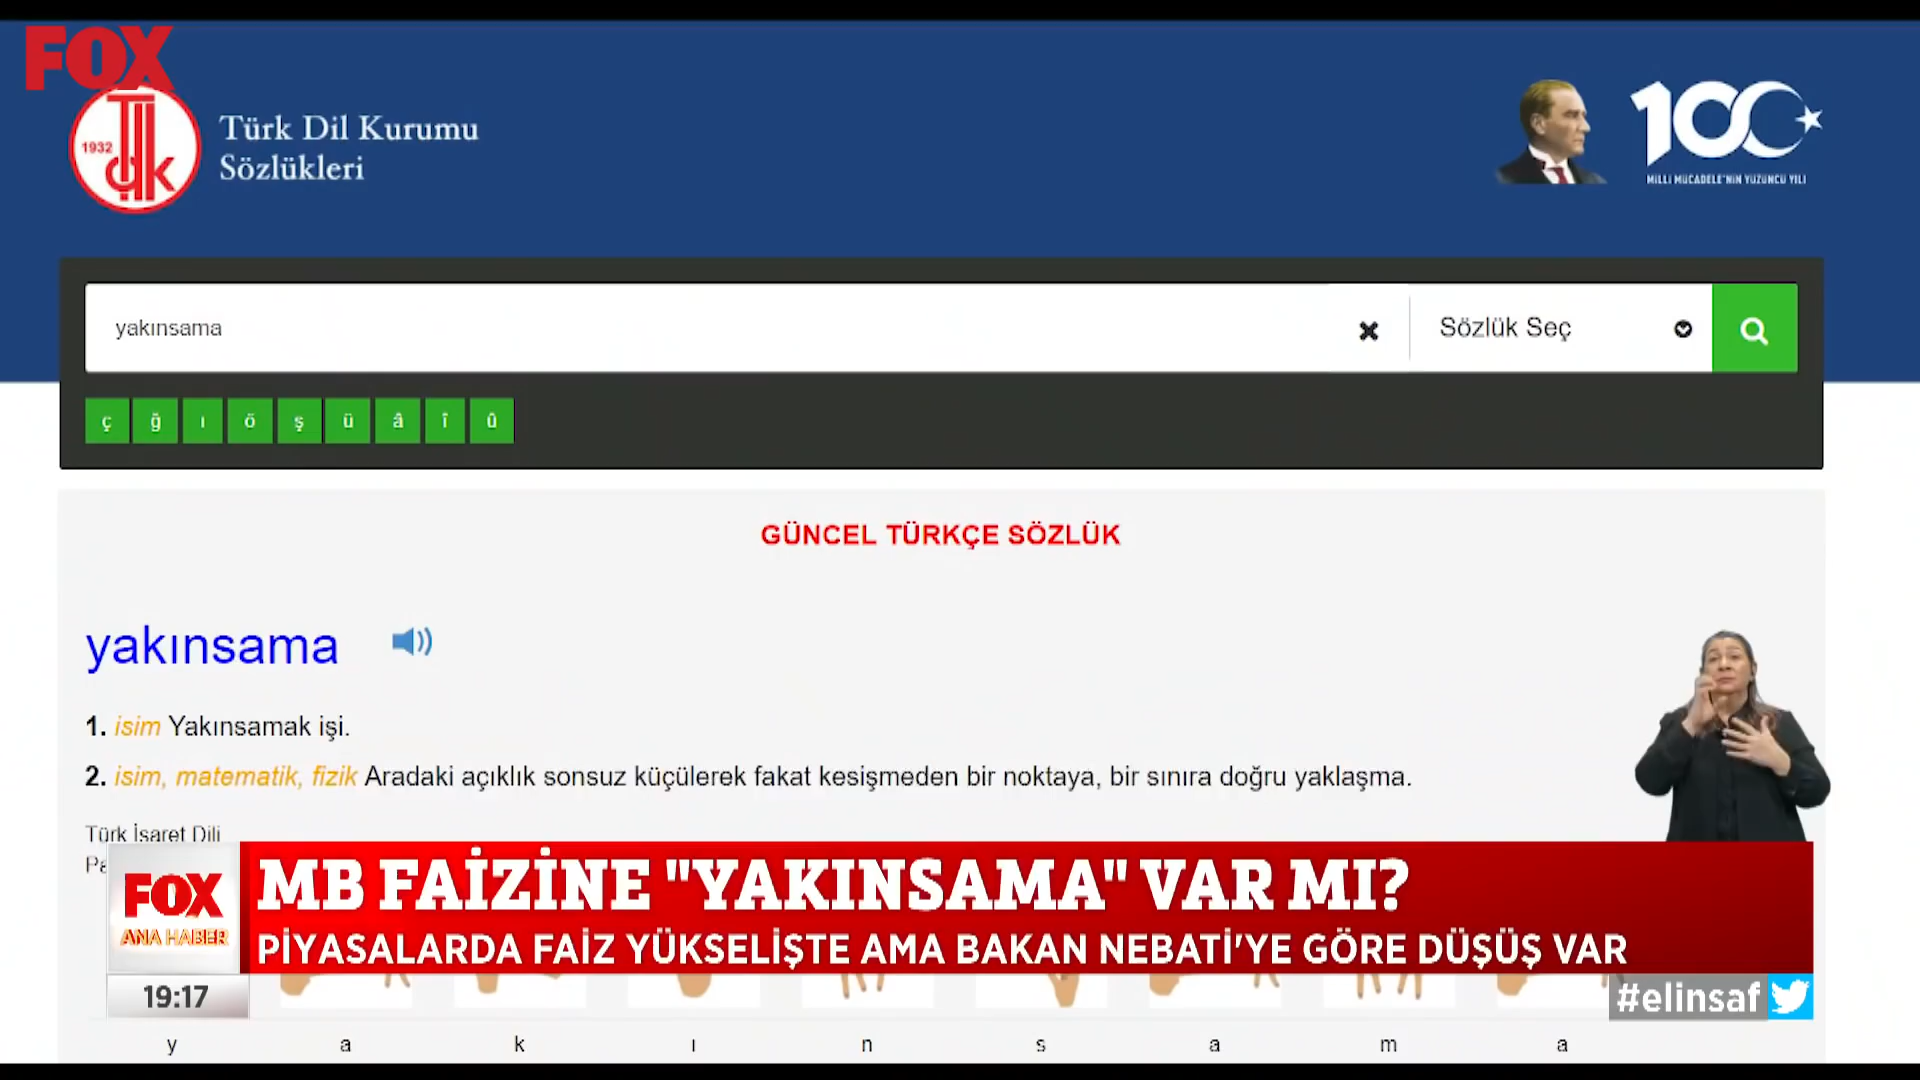 FOX
1932
Türk Dil Kurumu
Sözlükleri
100
MİLLİ MÜCADELE'NİN YÜZÜNCÜ YILI
yakınsama
Sözlük Seç
ç ğ ı ö ş ü â î û
GÜNCEL TÜRKÇE SÖZLÜK
yakınsama
1. isim Yakınsamak işi.
2. isim, matematik, fizik Aradaki açıklık sonsuz küçülerek fakat kesişmeden bir noktaya, bir sınıra doğru yaklaşma.
Türk İşaret Dili
FOX
ANA HABER
MB FAİZİNE "YAKINSAMA" VAR MI?
PİYASALARDA FAİZ YÜKSELİŞTE AMA BAKAN NEBATİ'YE GÖRE DÜŞÜŞ VAR
19:17
#elinsaf
y a k ı n s a m a